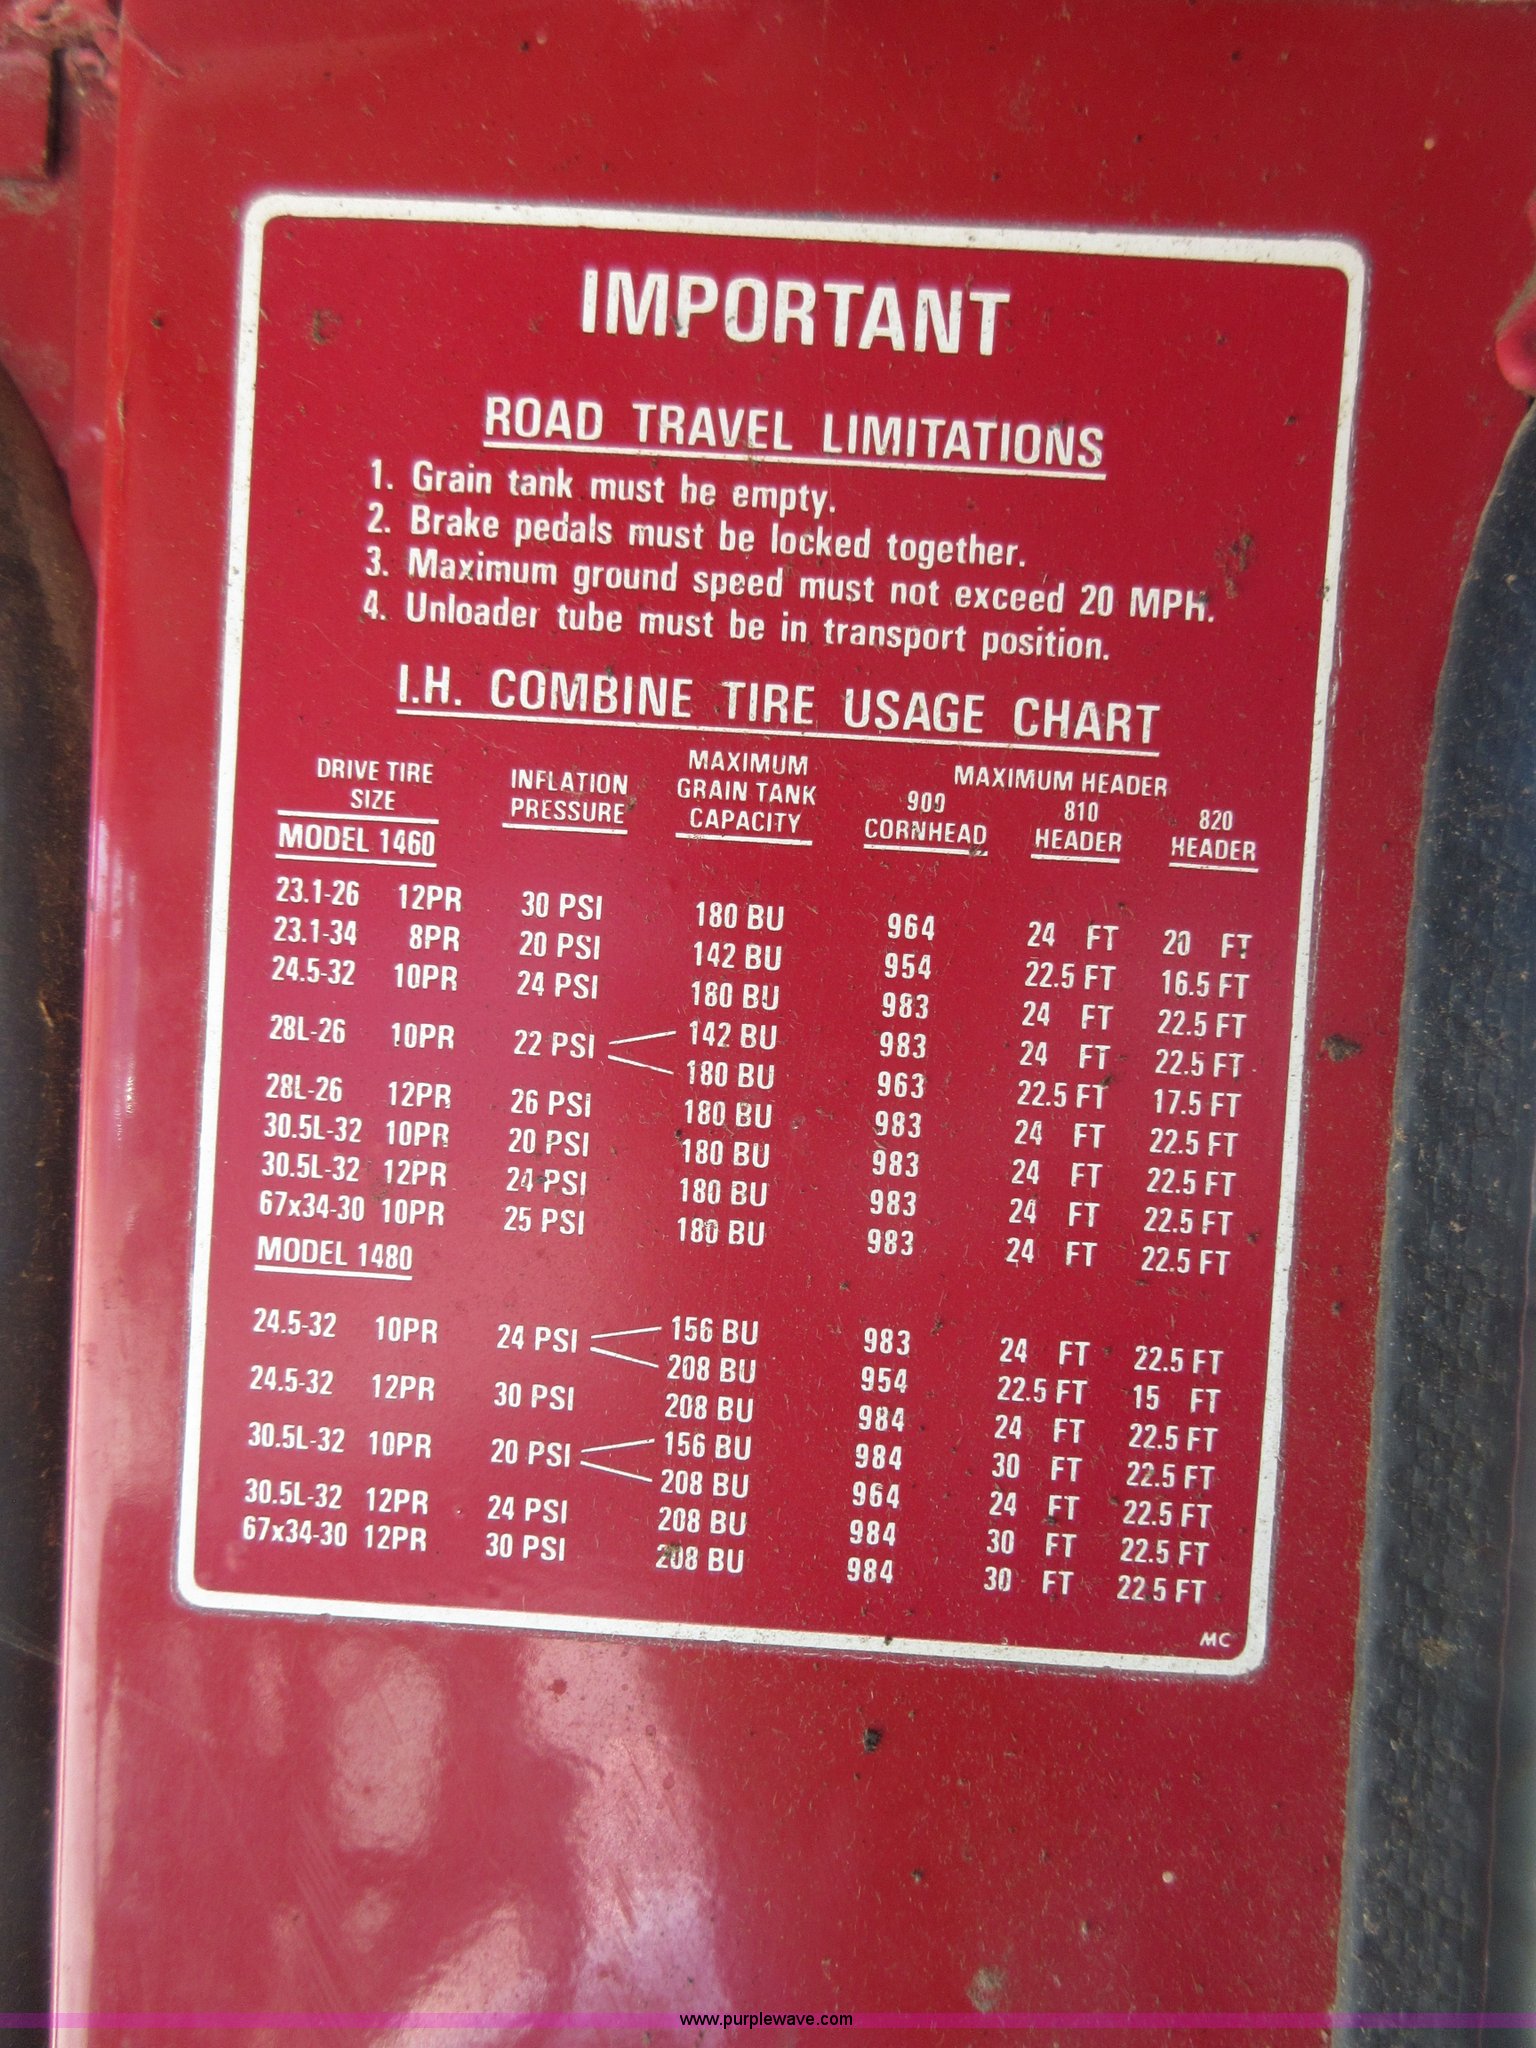 IMPORTANT
ROAD TRAVEL LIMITATIONS
1. Grain tank must be empty.
2. Brake pedals must be locked together.
3. Maximum ground speed must not exceed 20 MPH.
4. Unloader tube must be in transport position.
I.H. COMBINE TIRE USAGE CHART
DRIVE TIRE SIZE INFLATION PRESSURE MAXIMUM GRAIN TANK CAPACITY MAXIMUM HEADER
900 CORNHEAD 810 HEADER 820 HEADER
MODEL 1460
23.1-26 12PR 30 PSI 180 BU 964 24 FT 20 FT
23.1-34 8PR 20 PSI 142 BU 954 22.5 FT 16.5 FT
24.5-32 10PR 24 PSI 180 BU 983 24 FT 22.5 FT
28L-26 10PR 22 PSI 142 BU 983 24 FT 22.5 FT
180 BU 963 22.5 FT 17.5 FT
28L-26 12PR 26 PSI 180 BU 983 24 FT 22.5 FT
30.5L-32 10PR 20 PSI 180 BU 983 24 FT 22.5 FT
30.5L-32 12PR 24 PSI 180 BU 983 24 FT 22.5 FT
67x34-30 10PR 25 PSI 180 BU 983 24 FT 22.5 FT
MODEL 1480
24.5-32 10PR 24 PSI 156 BU 983 24 FT 22.5 FT
208 BU 954 22.5 FT 15 FT
24.5-32 12PR 30 PSI 208 BU 984 24 FT 22.5 FT
30.5L-32 10PR 20 PSI 156 BU 984 30 FT 22.5 FT
208 BU 964 24 FT 22.5 FT
30.5L-32 12PR 24 PSI 208 BU 984 30 FT 22.5 FT
67x34-30 12PR 30 PSI 208 BU 984 30 FT 22.5 FT
MC
www.purplewave.com